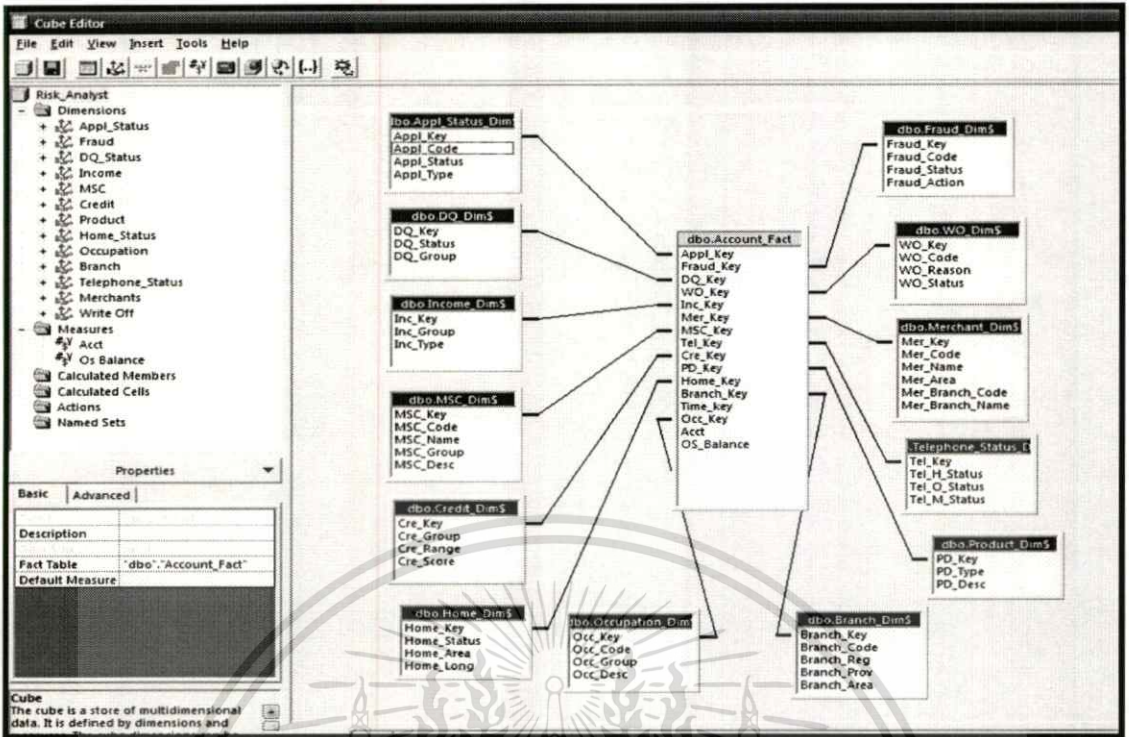 Cube Editor
File Edit View Insert Tools Help
Risk_Analyst
Dimensions
Appl_Status
Fraud
DQ_Status
Income
MSC
Credit
Product
Home_Status
Occupation
Branch
Telephone_Status
Merchants
Write Off
Measures
Acct
Os Balance
Calculated Members
Calculated Cells
Actions
Named Sets
Properties
Basic Advanced
Description
Fact Table "dbo"."Account_Fact"
Default Measure
Cube
The cube is a store of multidimensional
data. It is defined by dimensions and
lbo.Appl_Status_Dim
Appl_Key
Appl_Code
Appl_Status
Appl_Type
dbo.DQ_Dim$
DQ_Key
DQ_Status
DQ_Group
dbo.Income_Dim$
Inc_Key
Inc_Group
Inc_Type
dbo.MSC_Dim$
MSC_Key
MSC_Code
MSC_Name
MSC_Group
MSC_Desc
dbo.Credit_Dim$
Cre_Key
Cre_Group
Cre_Range
Cre_Score
dbo.Home_Dim$
Home_Key
Home_Status
Home_Area
Home_Long
lbo.Occupation_Dim
Occ_Key
Occ_Code
Occ_Group
Occ_Desc
dbo.Account_Fact
Appl_Key
Fraud_Key
DQ_Key
WO_Key
Inc_Key
Mer_Key
MSC_Key
Tel_Key
Cre_Key
PD_Key
Home_Key
Branch_Key
Time_key
Occ_Key
Acct
OS_Balance
dbo.Fraud_Dim$
Fraud_Key
Fraud_Code
Fraud_Status
Fraud_Action
dbo.WO_Dim$
WO_Key
WO_Code
WO_Reason
WO_Status
dbo.Merchant_Dim$
Mer_Key
Mer_Code
Mer_Name
Mer_Area
Mer_Branch_Code
Mer_Branch_Name
.Telephone_Status_D
Tel_Key
Tel_H_Status
Tel_O_Status
Tel_M_Status
dbo.Product_Dim$
PD_Key
PD_Type
PD_Desc
dbo.Branch_Dim$
Branch_Key
Branch_Code
Branch_Reg
Branch_Prov
Branch_Area